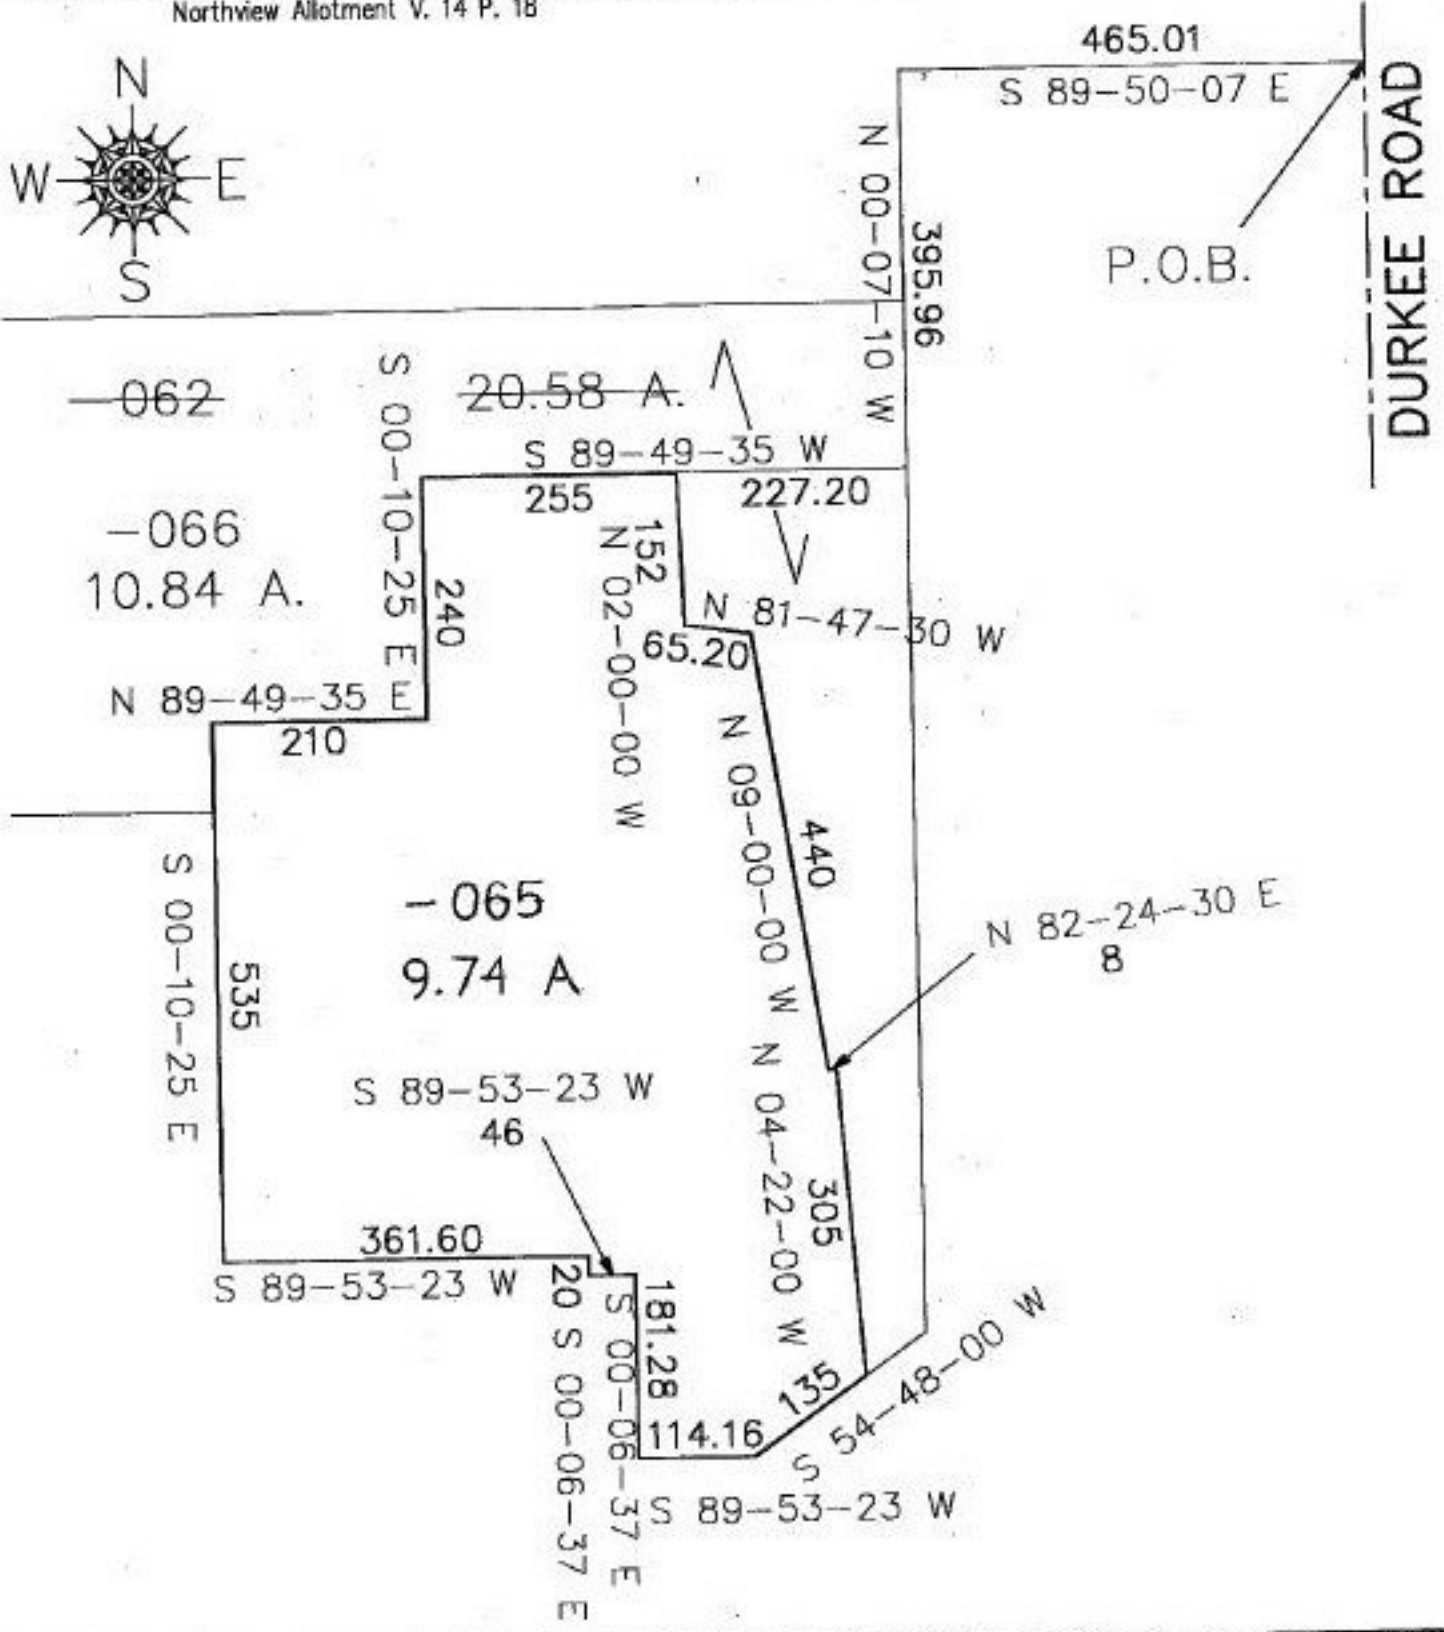 Northview Allotment V. 14 P. 18
465.01
S 89-50-07 E
N
W
E
S
P.O.B.
DURKEE ROAD
N 00-07-10 W
395.96
-062
20.58 A.
S 00-10-25 E
S 89-49-35 W
255
227.20
-066
10.84 A.
240
152
N 02-00-00 W
N 81-47-30 W
65.20
N 89-49-35 E
210
N 09-00-00 W
440
-065
9.74 A
S 00-10-25 E
535
N 82-24-30 E
8
S 89-53-23 W
46
N 04-22-00 W
305
361.60
S 89-53-23 W
20 S 00-06-37 E
181.28
S 00-06-37 E
135
S 54-48-00 W
114.16
S 89-53-23 W